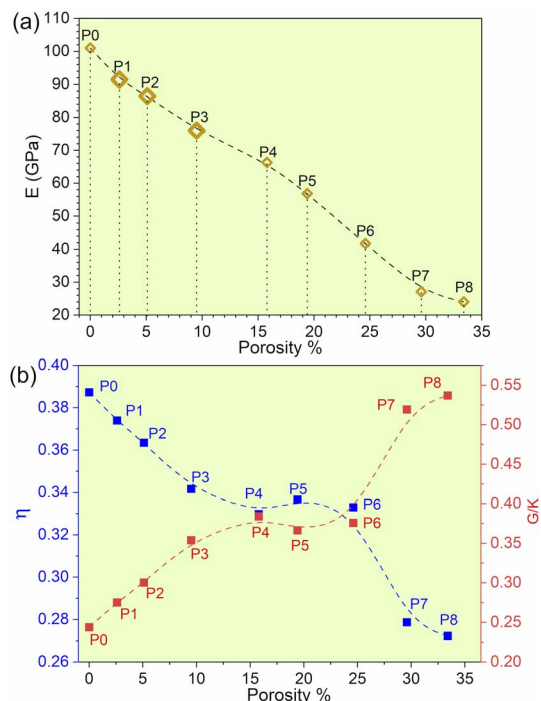 (a)
110
100
90
80
70
60
50
40
30
20
E (GPa)
P0
P1
P2
P3
P4
P5
P6
P7
P8
0 5 10 15 20 25 30 35
Porosity %
(b)
0.40
0.38
0.36
0.34
0.32
0.30
0.28
0.26
η
P0
P1
P2
P3
P4
P5
P6
P7
P8
P0
P1
P2
P3
P4
P5
P6
P7
P8
0.55
0.50
0.45
0.40
0.35
0.30
0.25
0.20
G/K
0 5 10 15 20 25 30 35
Porosity %